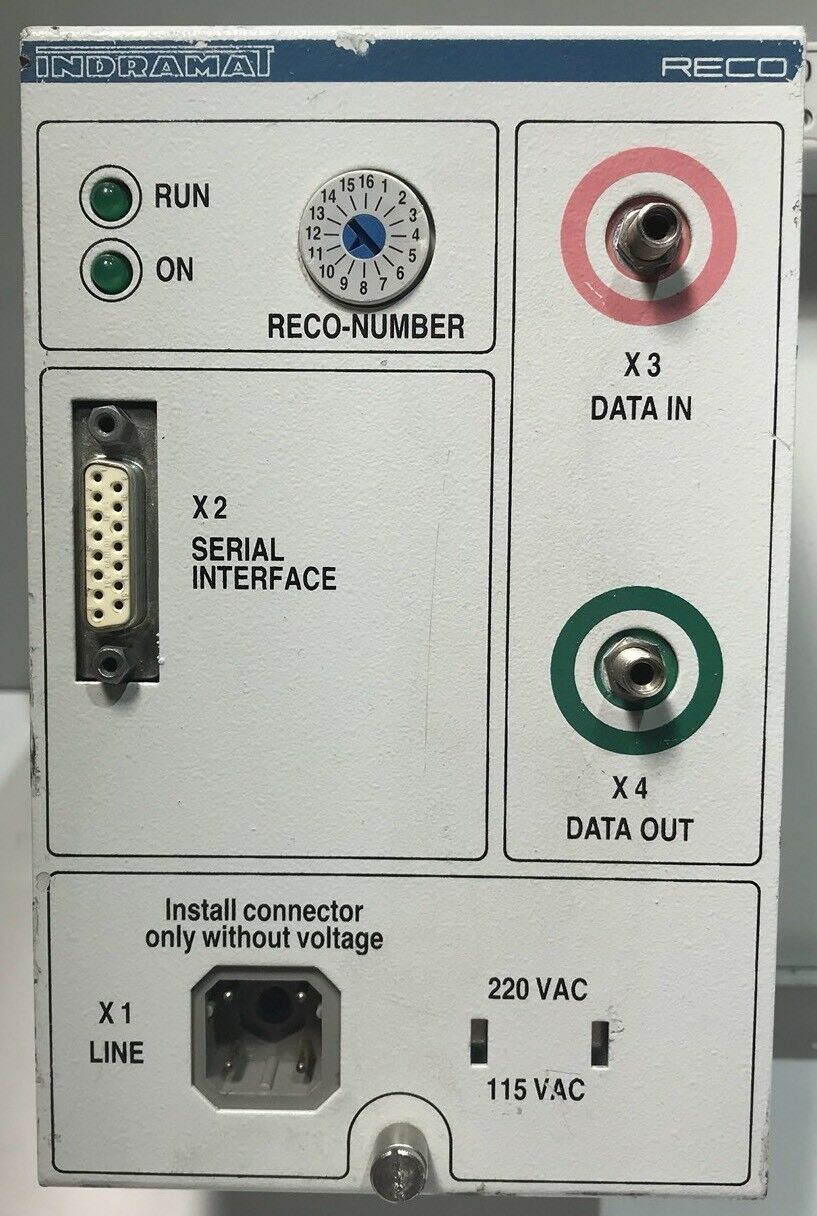 INDRAMAT RECO
RUN
ON
15 16 1 2 3 4 5 6 7 8 9 10 11 12 13 14
RECO-NUMBER
X 3
DATA IN
X 2
SERIAL
INTERFACE
X 4
DATA OUT
Install connector
only without voltage
X 1
LINE
220 VAC
115 VAC